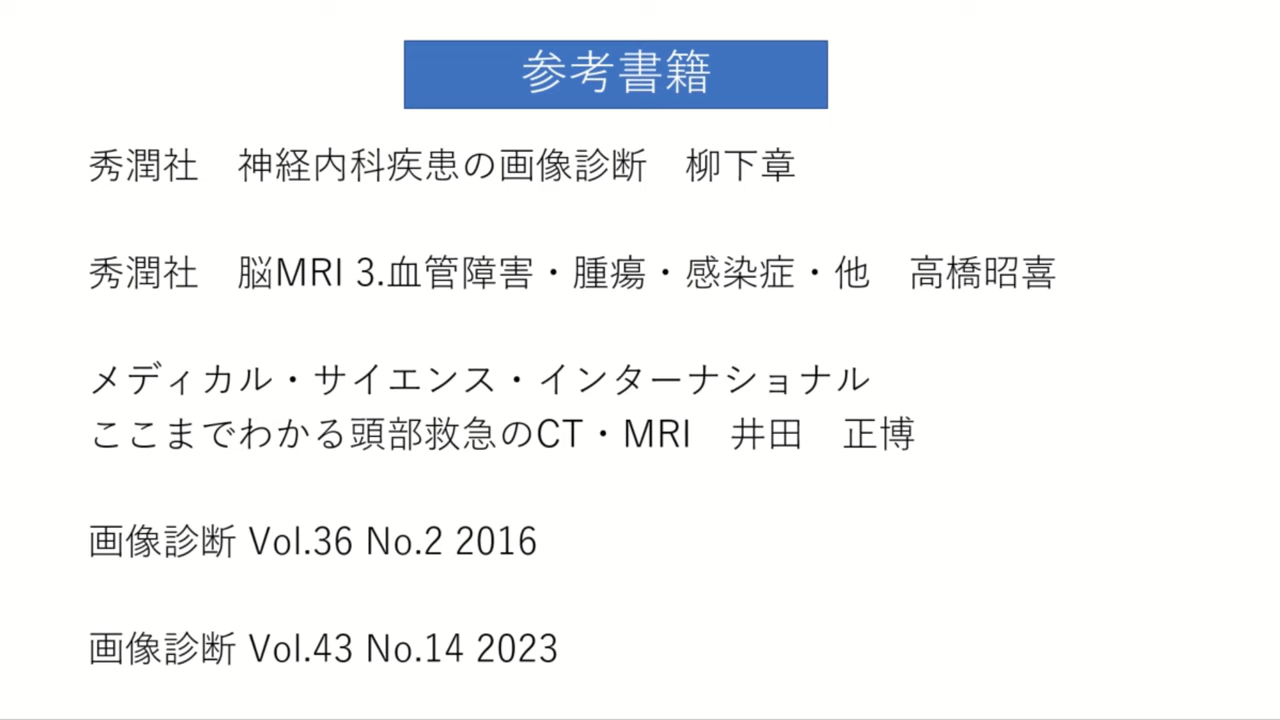 参考書籍
秀潤社　神経内科疾患の画像診断　柳下章
秀潤社　脳MRI 3.血管障害・腫瘍・感染症・他　高橋昭喜
メディカル・サイエンス・インターナショナル
ここまでわかる頭部救急のCT・MRI　井田　正博
画像診断 Vol.36 No.2 2016
画像診断 Vol.43 No.14 2023